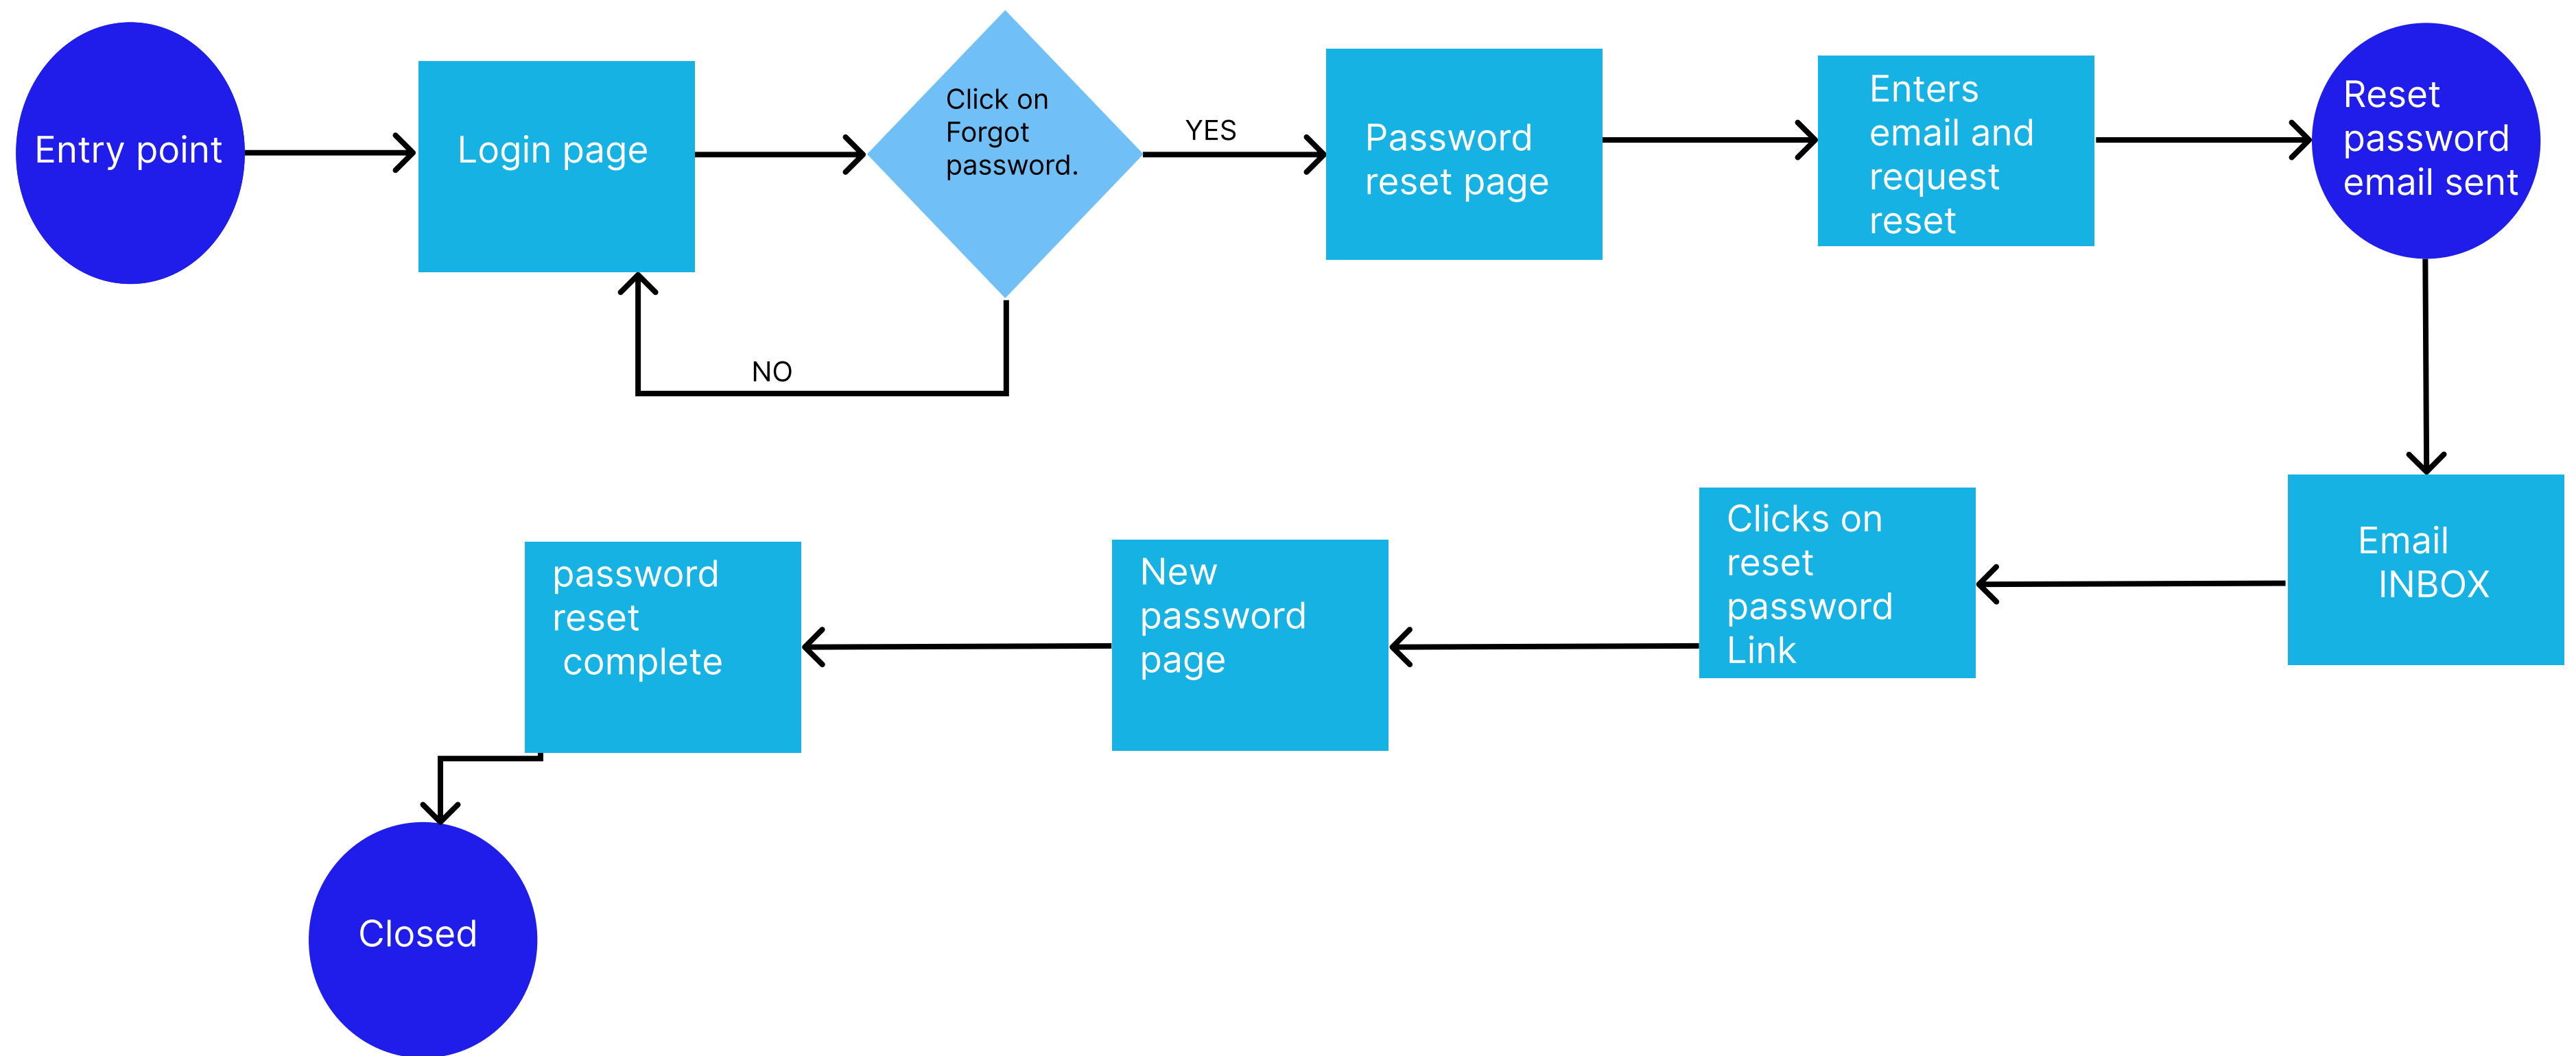 Entry point
Login page
Click on
Forgot
password.
YES
NO
Password
reset page
Enters
email and
request
reset
Reset
password
email sent
Email
INBOX
Clicks on
reset
password
Link
New
password
page
password
reset
complete
Closed